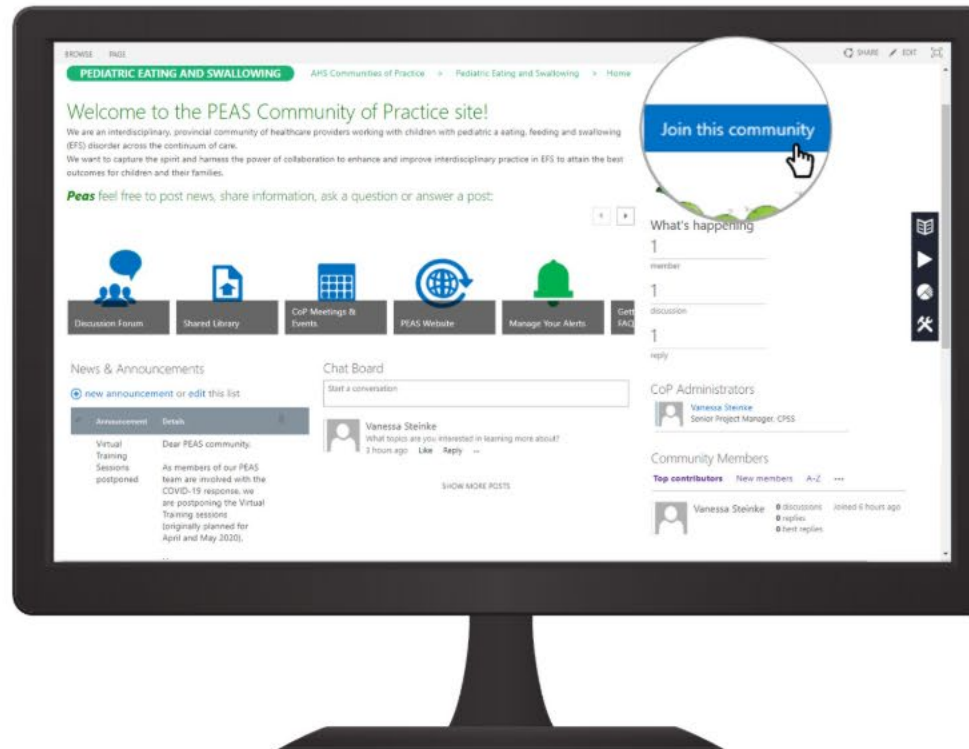 BROWSE PAGE
SHARE EDIT
PEDIATRIC EATING AND SWALLOWING
AHS Communities of Practice > Pediatric Eating and Swallowing > Home
Welcome to the PEAS Community of Practice site!
We are an interdisciplinary, provincial community of healthcare providers working with children with pediatric a eating, feeding and swallowing
(EFS) disorder across the continuum of care.
We want to capture the spirit and harness the power of collaboration to enhance and improve interdisciplinary practice in EFS to attain the best
outcomes for children and their families.
Peas feel free to post news, share information, ask a question or answer a post:
Join this community
Discussion Forum
Shared Library
CoP Meetings &
Events
PEAS Website
Manage Your Alerts
Gett
FAQ
What's happening
1
member
1
discussion
1
reply
News & Announcements
new announcement or edit this list
Announcement Details
Virtual
Training
Sessions
postponed
Dear PEAS community,
As members of our PEAS
team are involved with the
COVID-19 response, we
are postponing the Virtual
Training sessions
(originally planned for
April and May 2020).
Chat Board
Start a conversation
Vanessa Steinke
What topics are you interested in learning more about?
3 hours ago Like Reply ...
SHOW MORE POSTS
CoP Administrators
Vanessa Steinke
Senior Project Manager, CPSS
Community Members
Top contributors New members A-Z ...
Vanessa Steinke
0 discussions
0 replies
0 best replies
Joined 6 hours ago